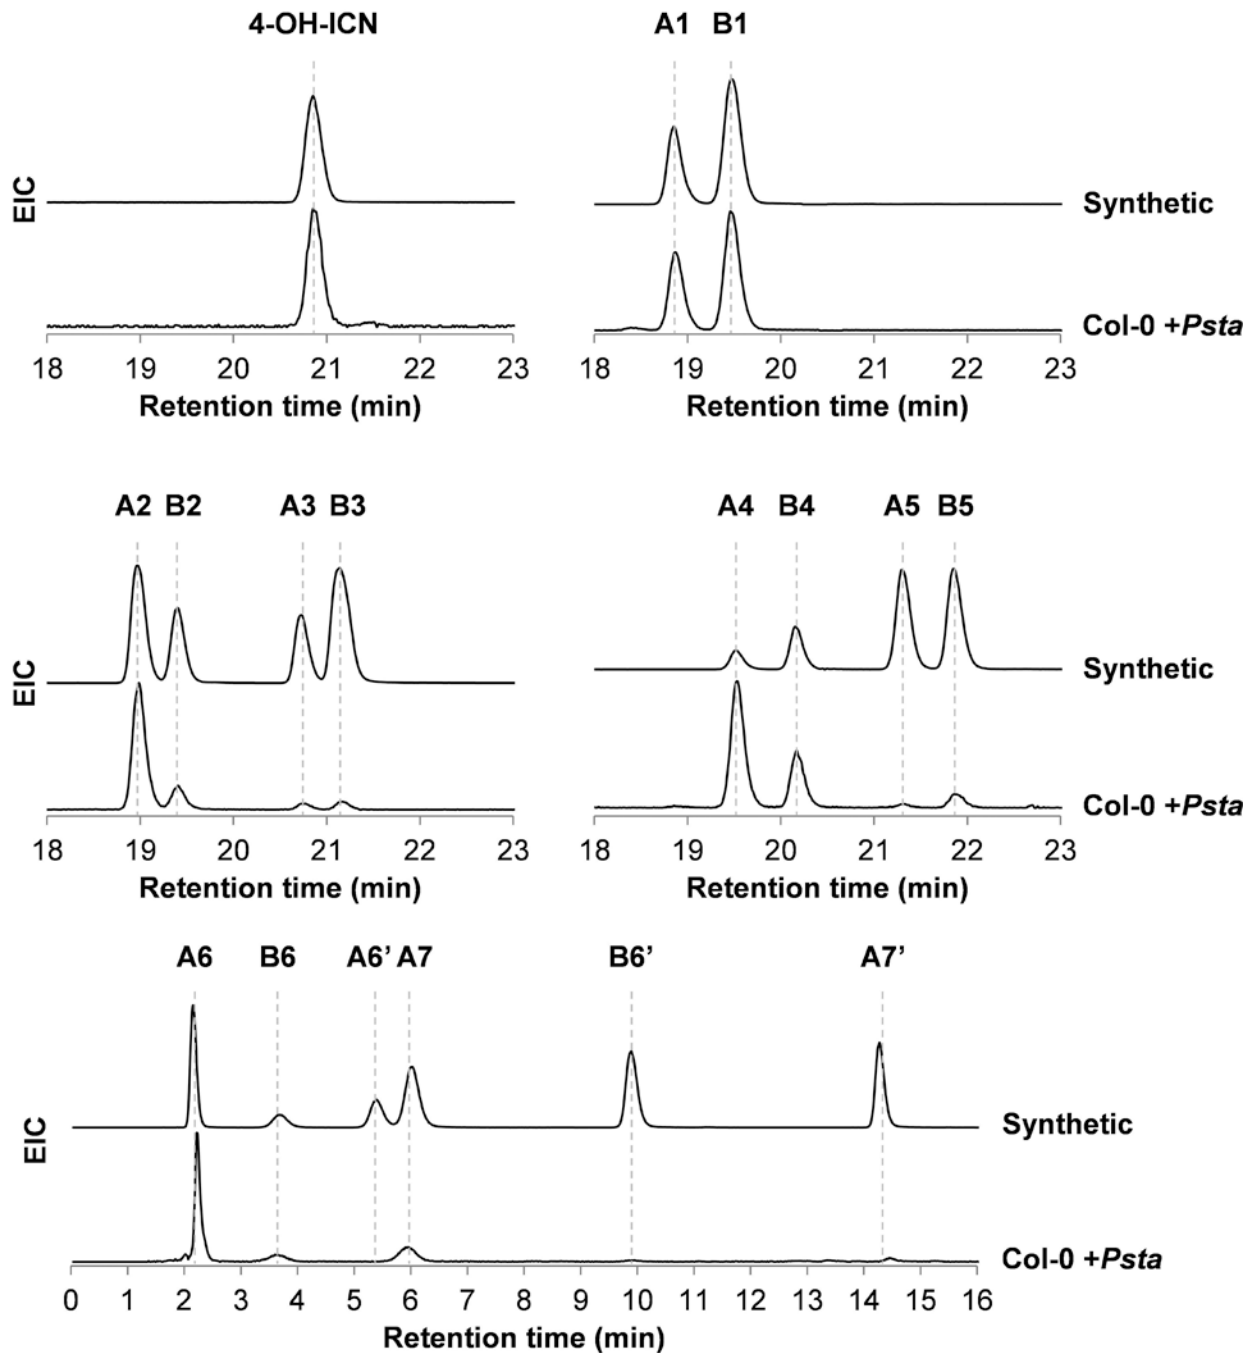 4-OH-ICN
EIC
18 19 20 21 22 23
Retention time (min)
A1 B1
Synthetic
Col-0 +Psta
18 19 20 21 22 23
Retention time (min)
A2 B2 A3 B3
EIC
18 19 20 21 22 23
Retention time (min)
A4 B4 A5 B5
Synthetic
Col-0 +Psta
18 19 20 21 22 23
Retention time (min)
A6 B6 A6’ A7 B6’ A7’
EIC
Synthetic
Col-0 +Psta
0 1 2 3 4 5 6 7 8 9 10 11 12 13 14 15 16
Retention time (min)